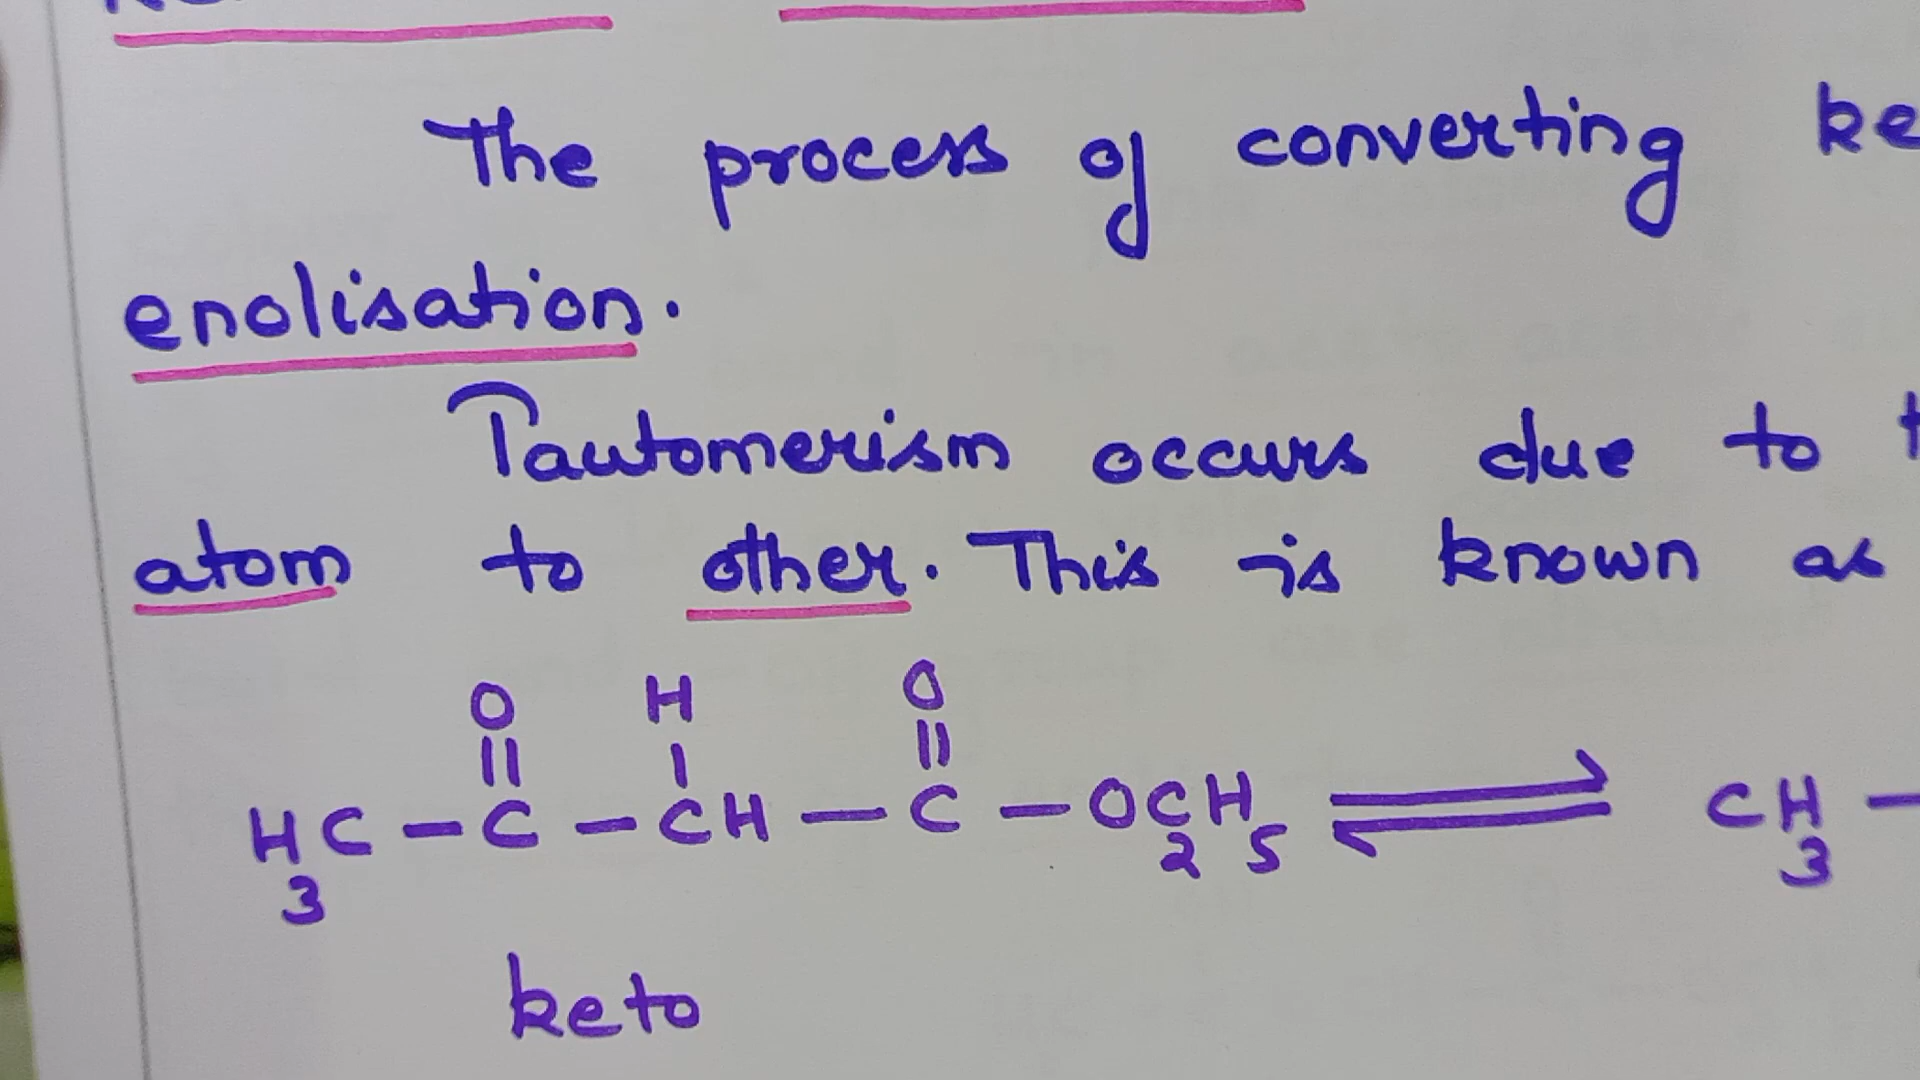 The process of converting ke
enolisation.
Tautomerism occurs due to t
atom to other. This is known as
O H O
|| | ||
H3C - C - CH - C - OC2H5 ⇌ CH3 -
keto